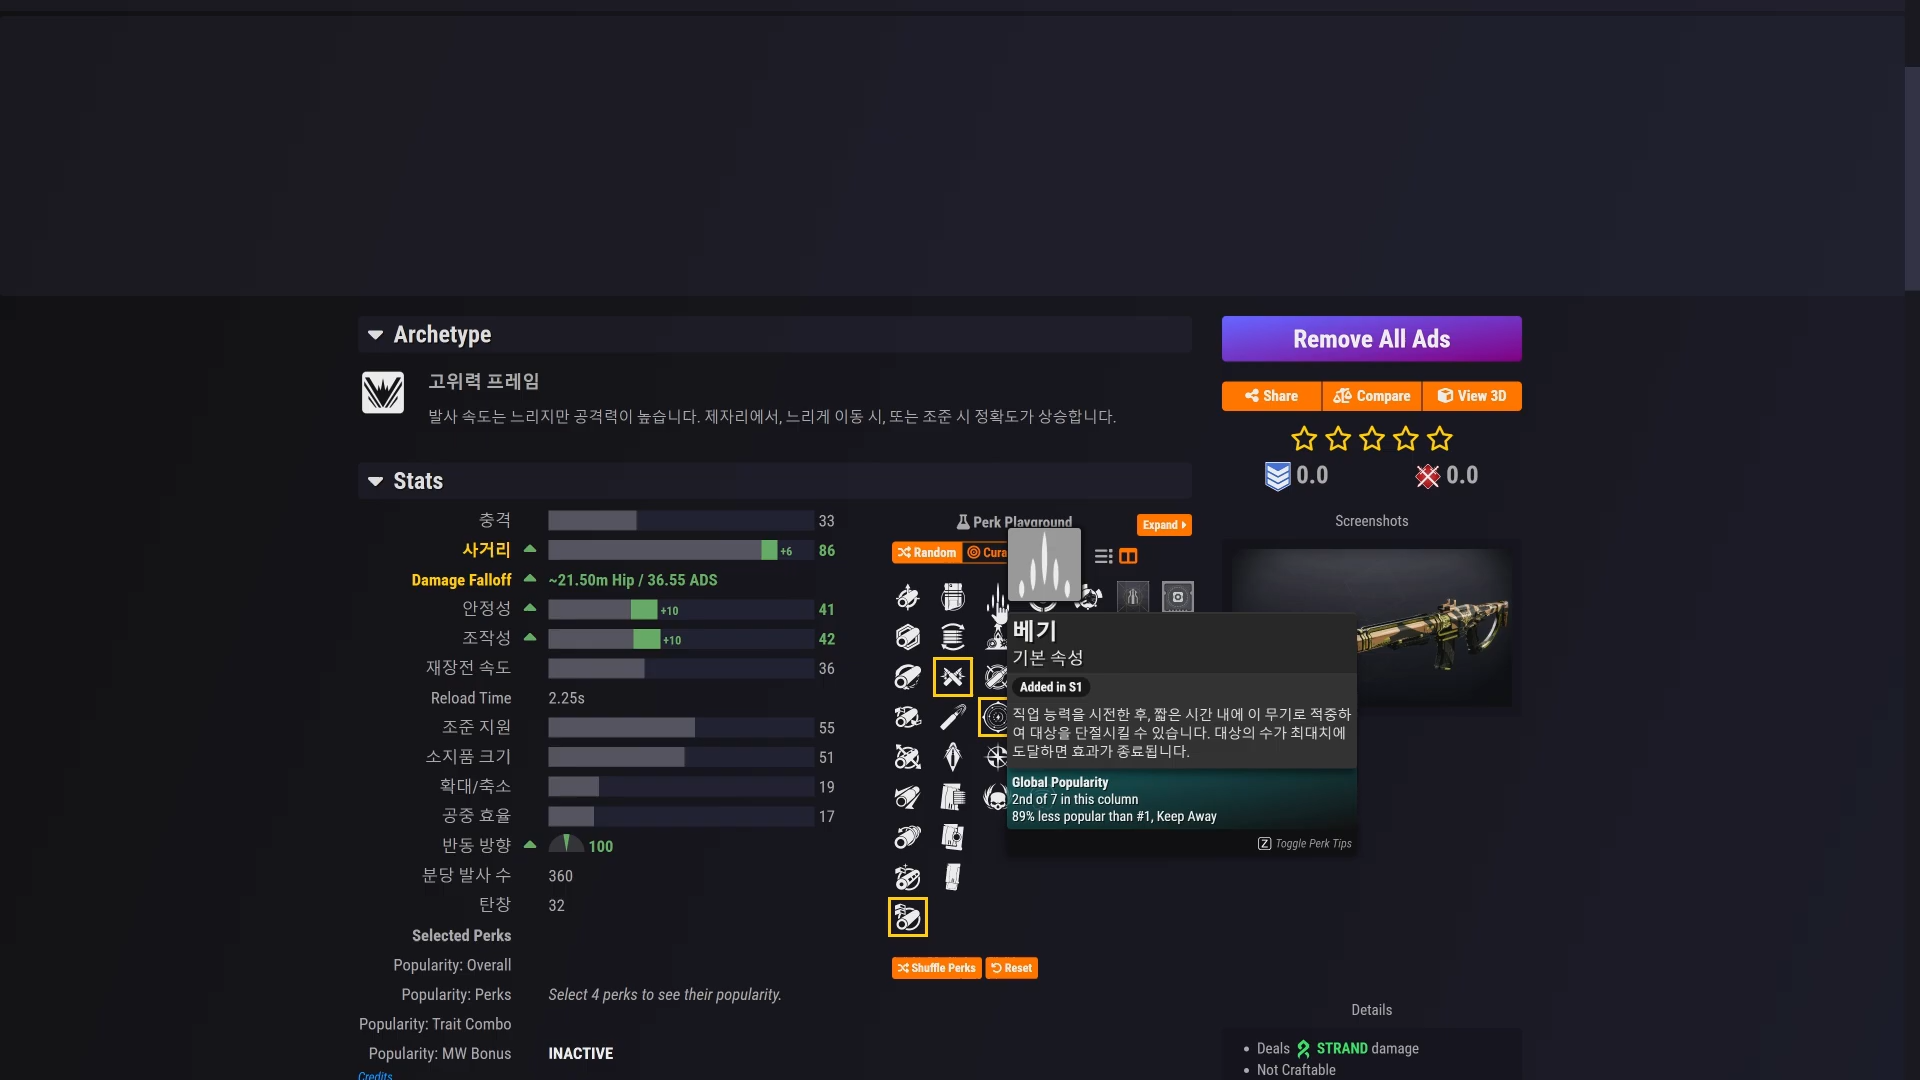 Archetype
고위력 프레임
발사 속도는 느리지만 공격력이 높습니다. 제자리에서, 느리게 이동 시, 또는 조준 시 정확도가 상승합니다.
Stats
충격 33
사거리 +6 86
Damage Falloff ~21.50m Hip / 36.55 ADS
안정성 +10 41
조작성 +10 42
재장전 속도 36
Reload Time 2.25s
조준 지원 55
소지품 크기 51
확대/축소 19
공중 효율 17
반동 방향 100
분당 발사 수 360
탄창 32
Selected Perks
Popularity: Overall
Popularity: Perks Select 4 perks to see their popularity.
Popularity: Trait Combo
Popularity: MW Bonus INACTIVE
Credits
Perk Playground
Expand
Random
베기
기본 속성
Added in S1
직업 능력을 시전한 후, 짧은 시간 내에 이 무기로 적중하
여 대상을 단절시킬 수 있습니다. 대상의 수가 최대치에
도달하면 효과가 종료됩니다.
Global Popularity
2nd of 7 in this column
89% less popular than #1, Keep Away
Z Toggle Perk Tips
Shuffle Perks Reset
Remove All Ads
Share Compare View 3D
0.0 0.0
Screenshots
Details
Deals STRAND damage
Not Craftable